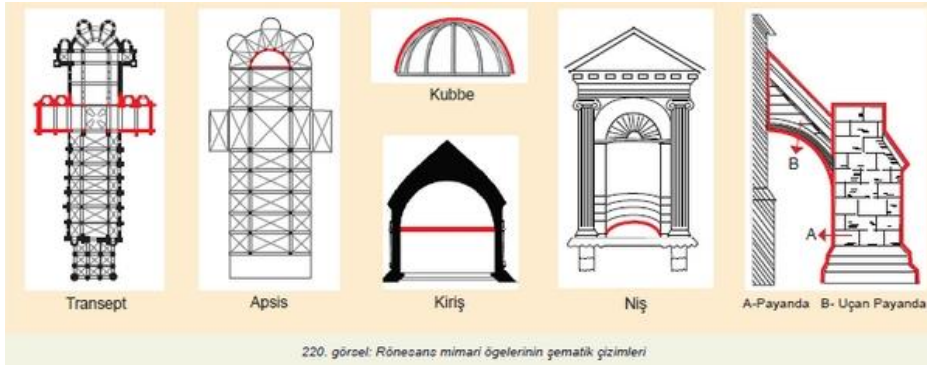 Transept
Apsis
Kubbe
Kiriş
Niş
B
A
A-Payanda B- Uçan Payanda
220. görsel: Rönesans mimari ögelerinin şematik çizimleri